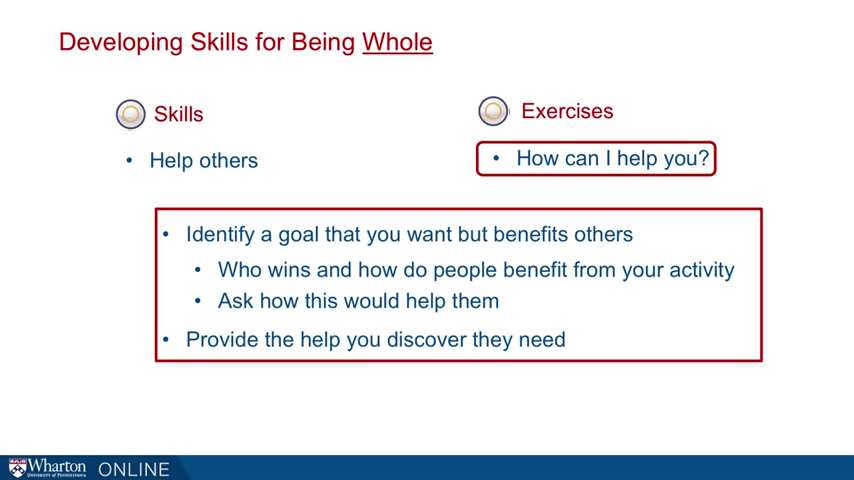 Developing Skills for Being Whole
Skills
Exercises
• Help others
• How can I help you?
• Identify a goal that you want but benefits others
• Who wins and how do people benefit from your activity
• Ask how this would help them
• Provide the help you discover they need
Wharton ONLINE
UNIVERSITY of PENNSYLVANIA